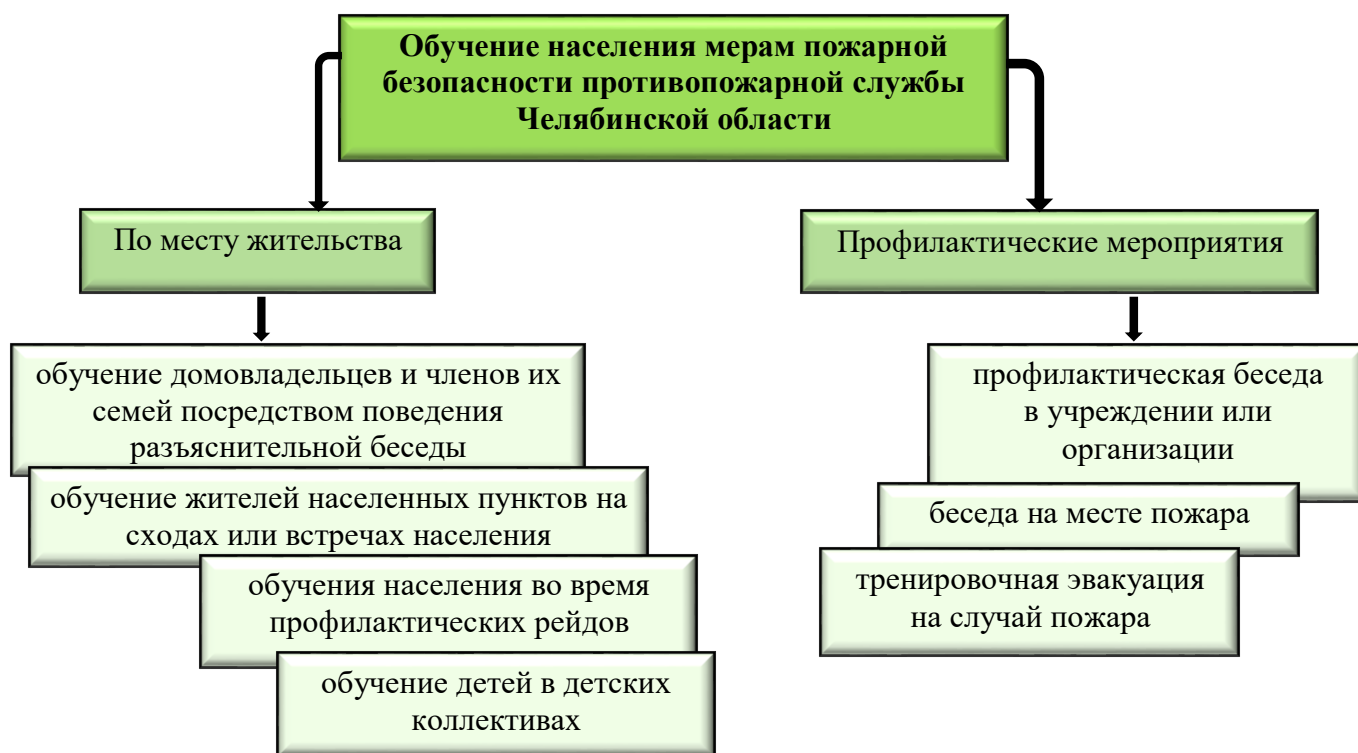 Обучение населения мерам пожарной
безопасности противопожарной службы
Челябинской области
По месту жительства
обучение домовладельцев и членов их
семей посредством поведения
разъяснительной беседы
обучение жителей населенных пунктов на
сходах или встречах населения
обучения населения во время
профилактических рейдов
обучение детей в детских
коллективах
Профилактические мероприятия
профилактическая беседа
в учреждении или
организации
беседа на месте пожара
тренировочная эвакуация
на случай пожара